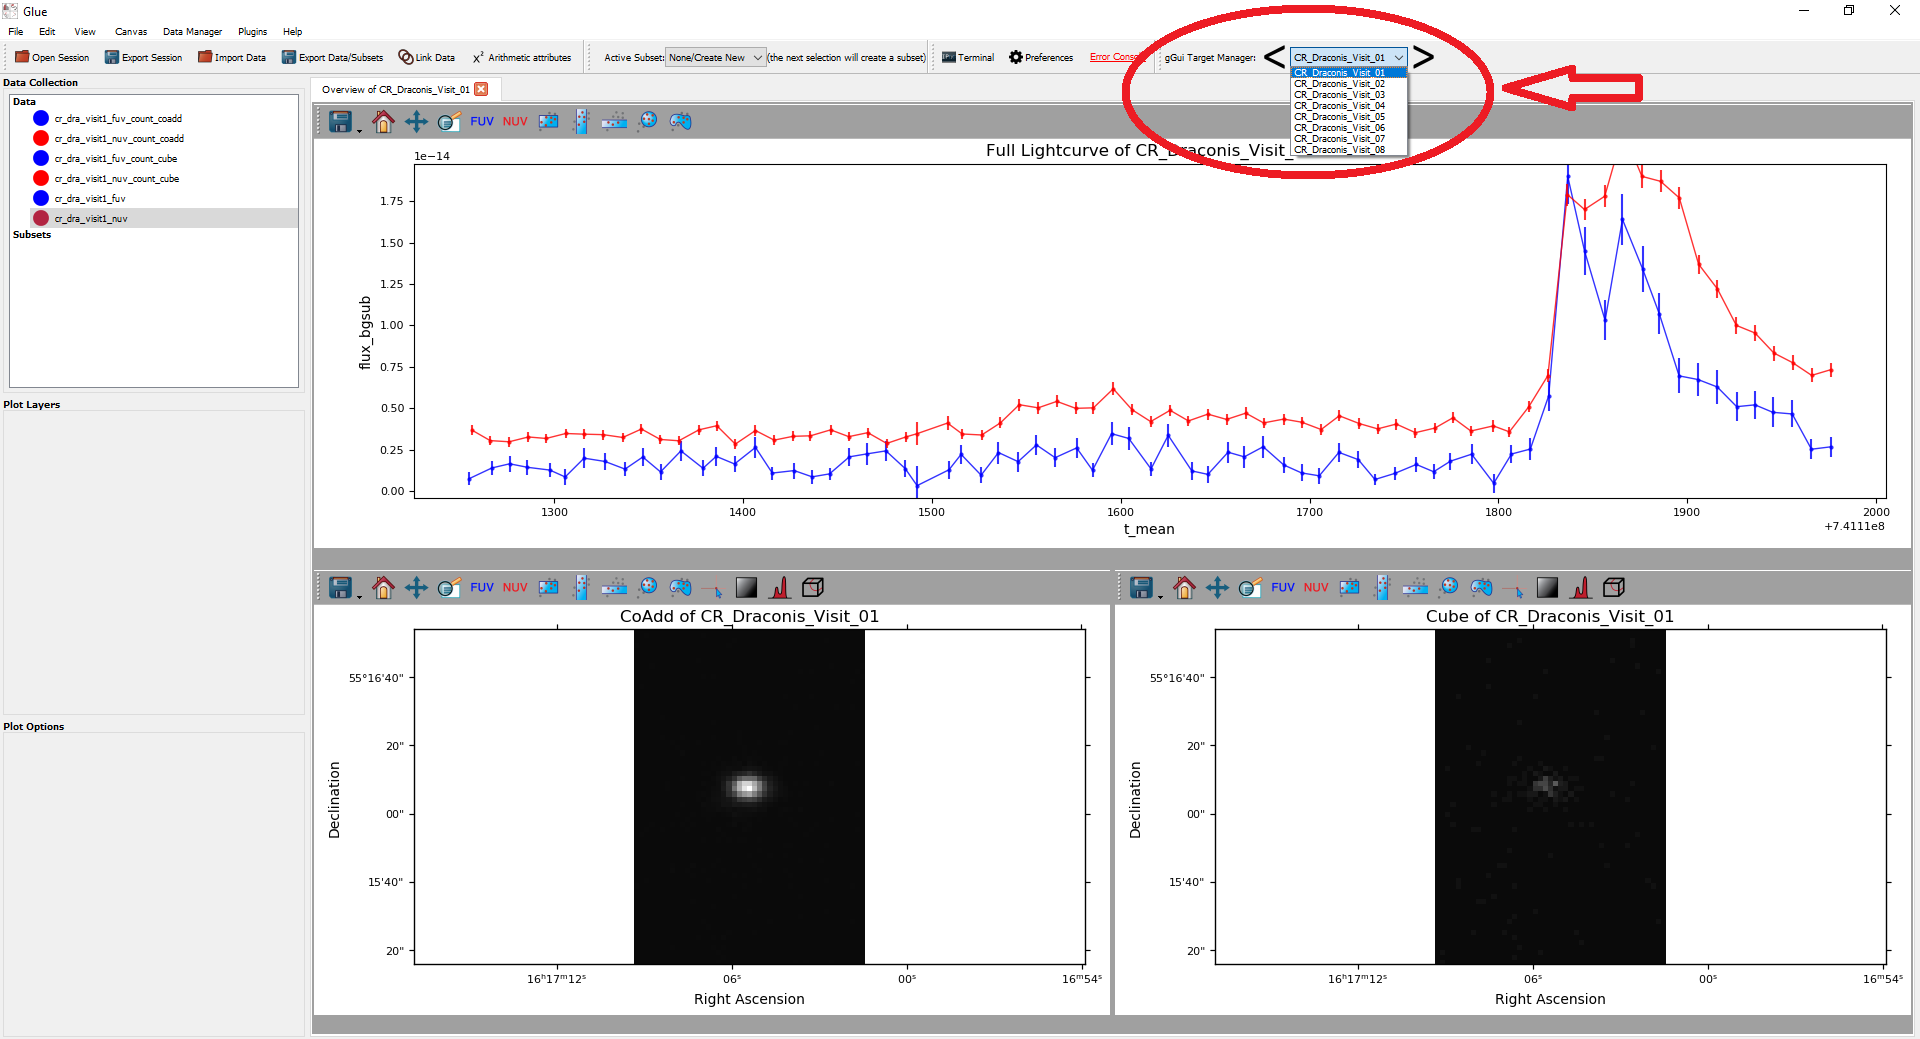 Glue
File Edit View Canvas Data Manager Plugins Help
Open Session Export Session Import Data Export Data/Subsets Link Data x² Arithmetic attributes Active Subset: None/Create New (the next selection will create a subset) Terminal Preferences Error Conso gGui Target Manager: < CR_Draconis_Visit_01 >
CR_Draconis_Visit_01
CR_Draconis_Visit_02
CR_Draconis_Visit_03
CR_Draconis_Visit_04
CR_Draconis_Visit_05
CR_Draconis_Visit_06
CR_Draconis_Visit_07
CR_Draconis_Visit_08
Data Collection
Data
cr_dra_visit1_fuv_count_coadd
cr_dra_visit1_nuv_count_coadd
cr_dra_visit1_fuv_count_cube
cr_dra_visit1_nuv_count_cube
cr_dra_visit1_fuv
cr_dra_visit1_nuv
Subsets
Plot Layers
Plot Options
Overview of CR_Draconis_Visit_01
FUV NUV
Full Lightcurve of CR_Draconis_Visit_
1e−14
1.75
1.50
1.25
1.00
0.75
0.50
0.25
0.00
flux_bgsub
1300 1400 1500 1600 1700 1800 1900 2000
+7.4111e8
t_mean
FUV NUV
CoAdd of CR_Draconis_Visit_01
55°16'40"
20"
00"
15'40"
20"
Declination
16ʰ17ᵐ12ˢ 06ˢ 00ˢ 16ᵐ54ˢ
Right Ascension
FUV NUV
Cube of CR_Draconis_Visit_01
55°16'40"
20"
00"
15'40"
20"
Declination
16ʰ17ᵐ12ˢ 06ˢ 00ˢ 16ᵐ54ˢ
Right Ascension